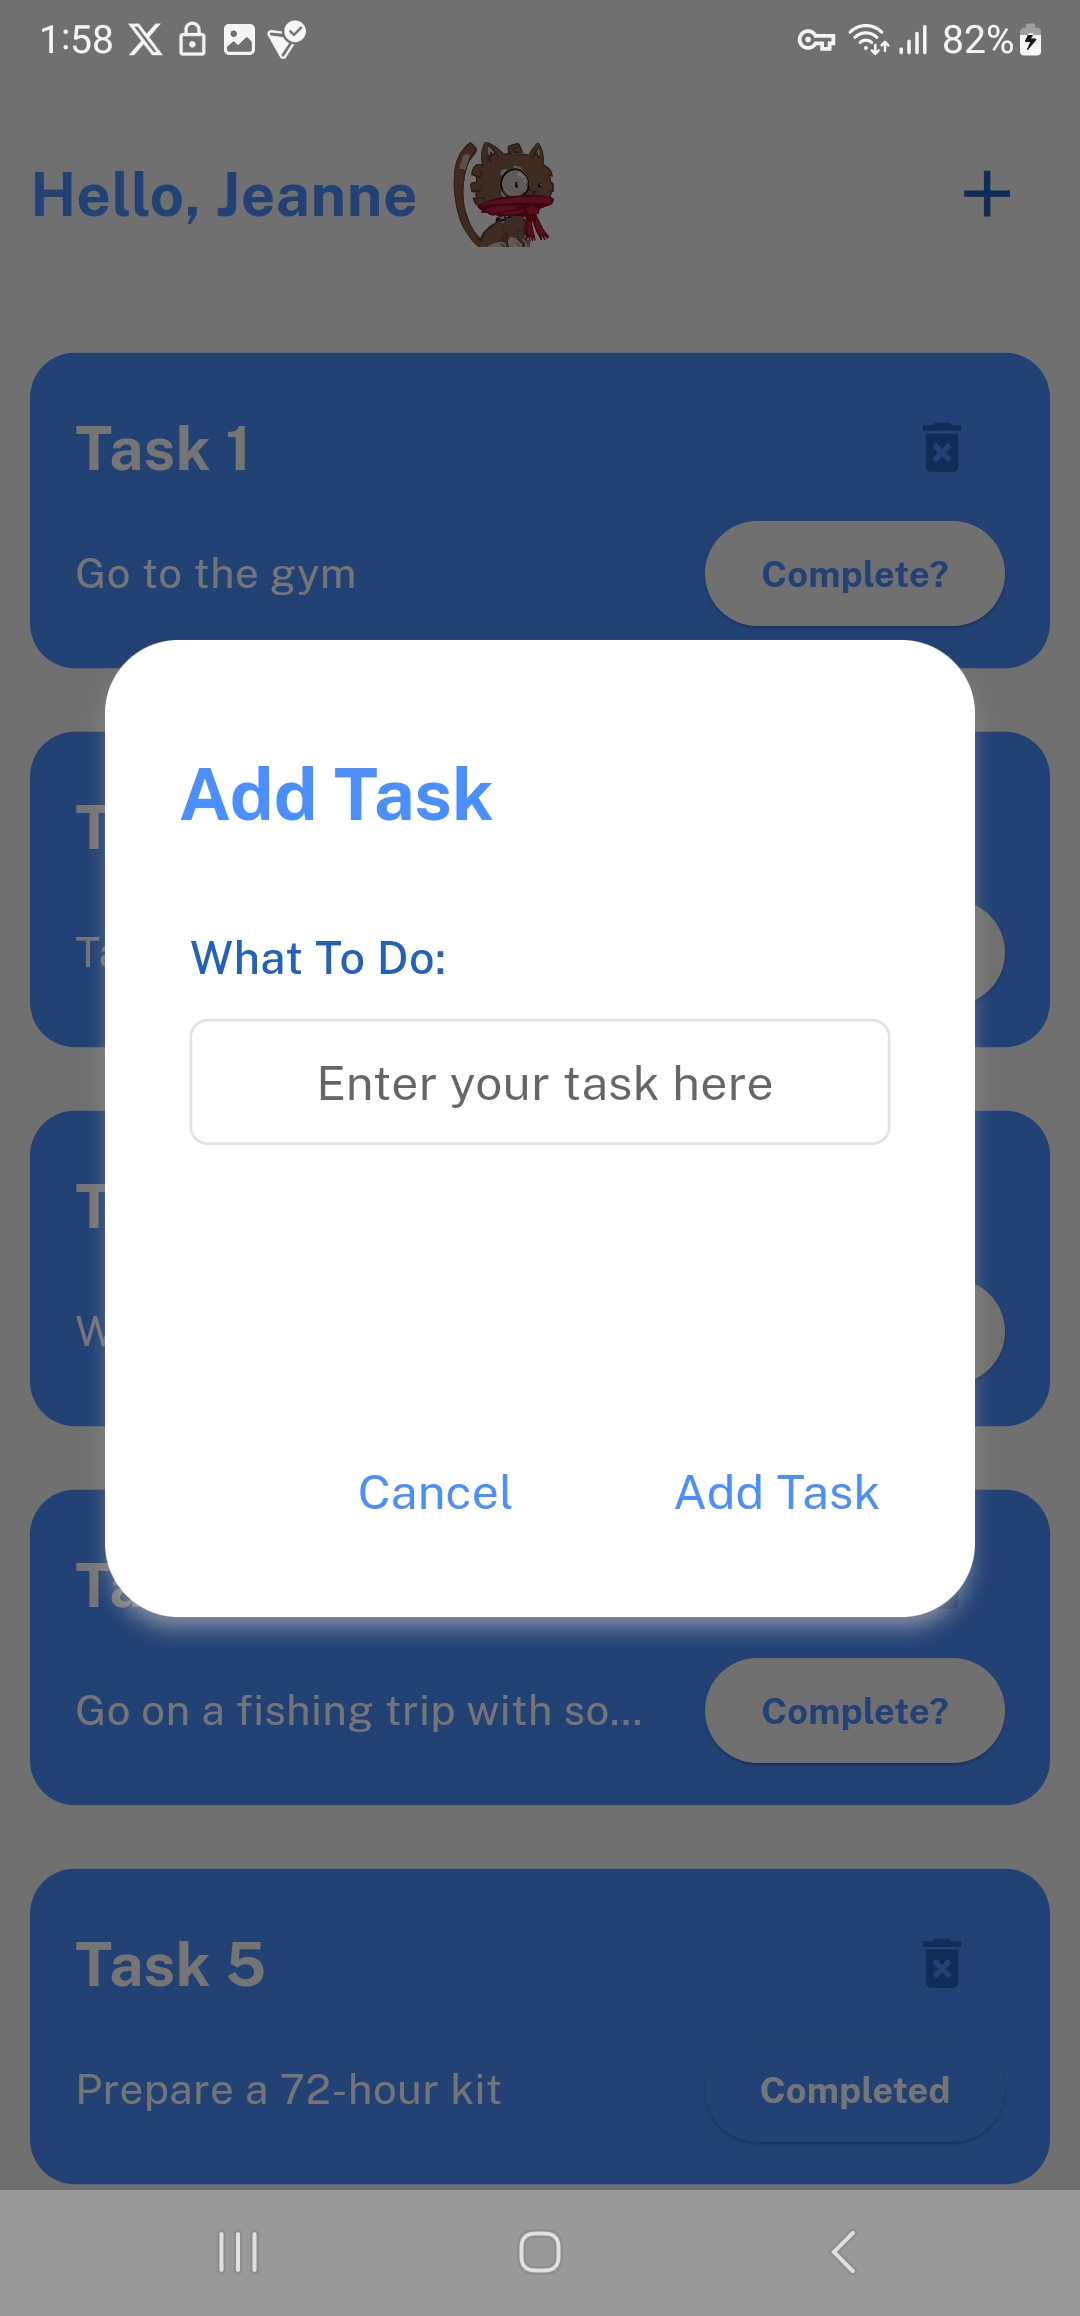 1:58 82%
Hello, Jeanne
Task 1
Go to the gym Complete?
Add Task
What To Do:
Enter your task here
Cancel Add Task
Go on a fishing trip with so... Complete?
Task 5
Prepare a 72-hour kit Completed